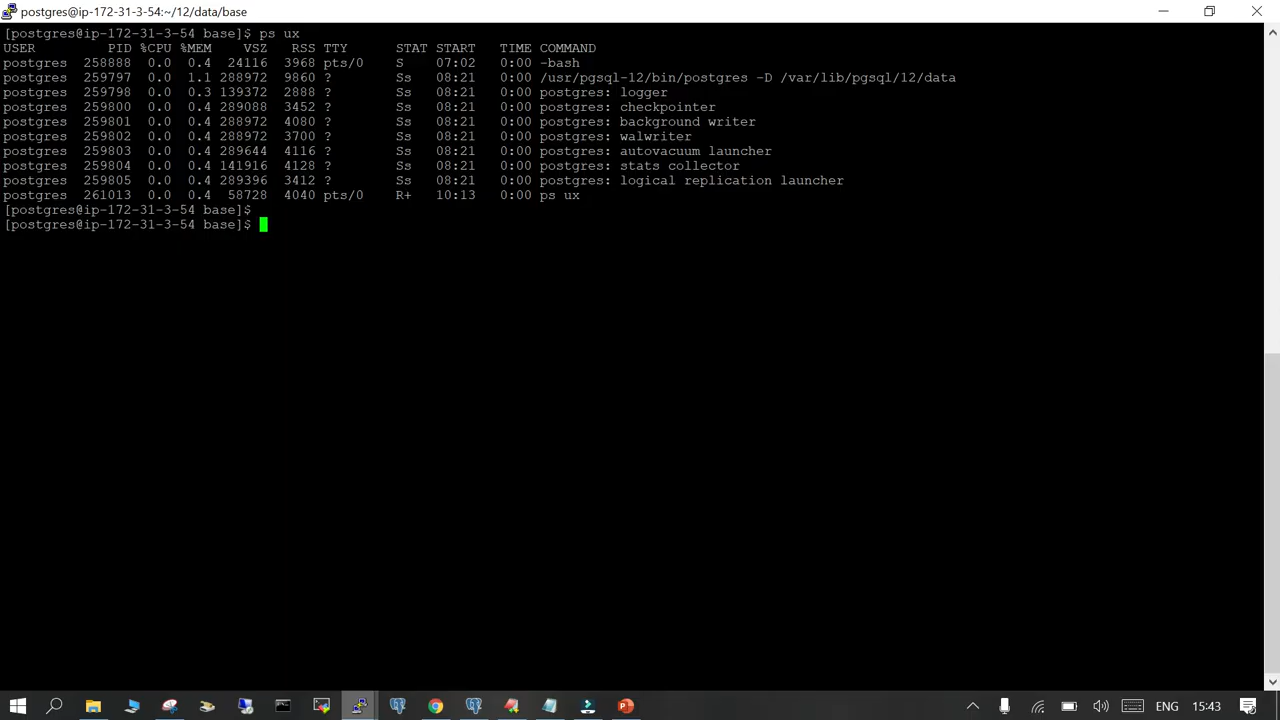 postgres@ip-172-31-3-54:~/12/data/base
[postgres@ip-172-31-3-54 base]$ ps ux
USER PID %CPU %MEM VSZ RSS TTY STAT START TIME COMMAND
postgres 258888 0.0 0.4 24116 3968 pts/0 S 07:02 0:00 -bash
postgres 259797 0.0 1.1 288972 9860 ? Ss 08:21 0:00 /usr/pgsql-12/bin/postgres -D /var/lib/pgsql/12/data
postgres 259798 0.0 0.3 139372 2888 ? Ss 08:21 0:00 postgres: logger
postgres 259800 0.0 0.4 289088 3452 ? Ss 08:21 0:00 postgres: checkpointer
postgres 259801 0.0 0.4 288972 4080 ? Ss 08:21 0:00 postgres: background writer
postgres 259802 0.0 0.4 288972 3700 ? Ss 08:21 0:00 postgres: walwriter
postgres 259803 0.0 0.4 289644 4116 ? Ss 08:21 0:00 postgres: autovacuum launcher
postgres 259804 0.0 0.4 141916 4128 ? Ss 08:21 0:00 postgres: stats collector
postgres 259805 0.0 0.4 289396 3412 ? Ss 08:21 0:00 postgres: logical replication launcher
postgres 261013 0.0 0.4 58728 4040 pts/0 R+ 10:13 0:00 ps ux
[postgres@ip-172-31-3-54 base]$
[postgres@ip-172-31-3-54 base]$
ENG 15:43